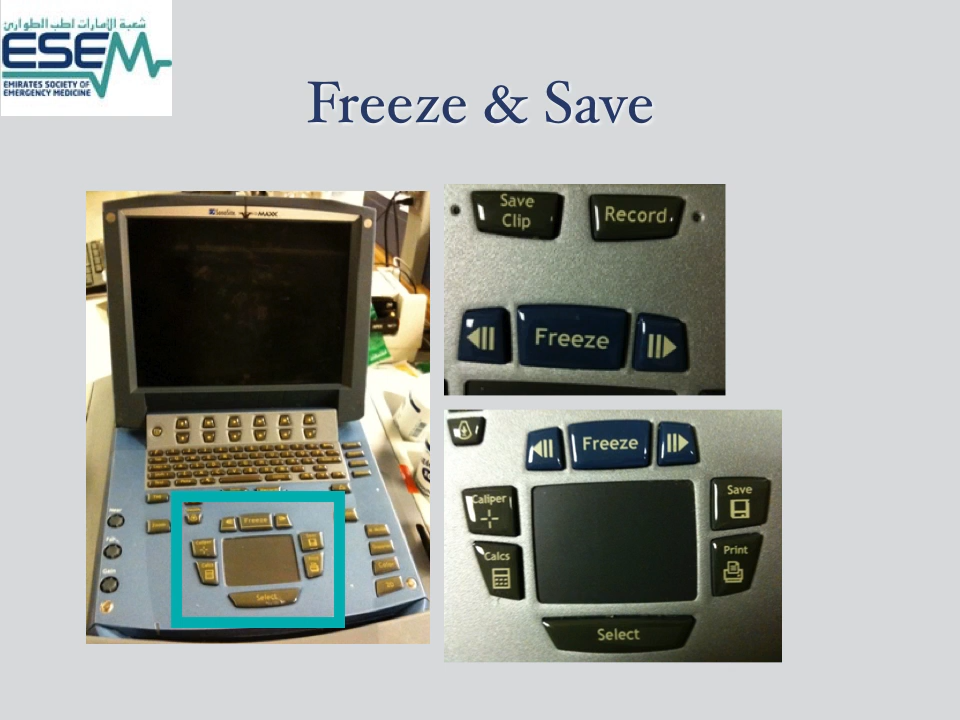 شعبة الإمارات لطب الطوارئ
ESEM
EMIRATES SOCIETY OF
EMERGENCY MEDICINE
Freeze & Save
SonoSite
MAXX
Freeze
Select
Gain
Save
Clip
Record
Freeze
Freeze
Caliper
Save
Calcs
Print
Select